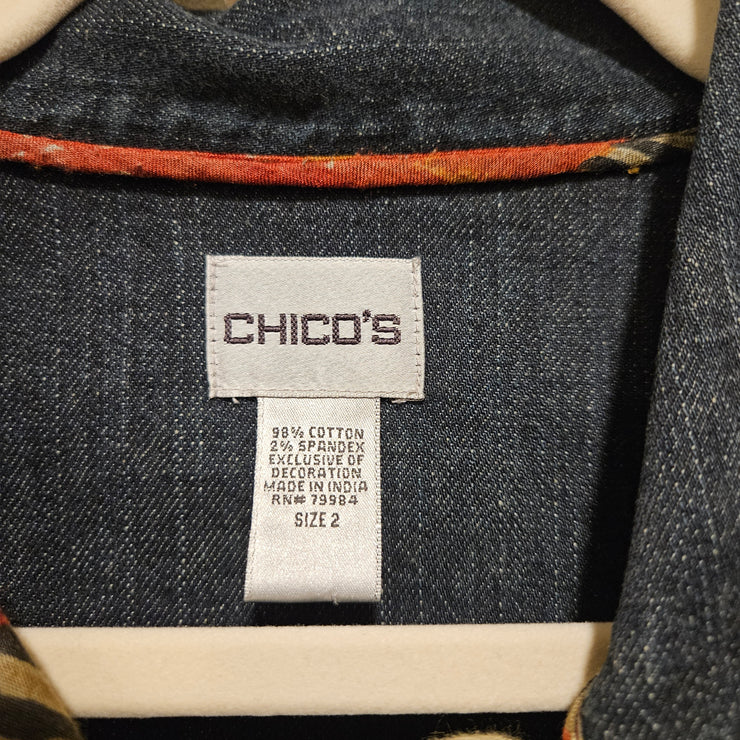 CHICO'S
98% COTTON
2% SPANDEX
EXCLUSIVE OF
DECORATION
MADE IN INDIA
RN# 79984
SIZE 2